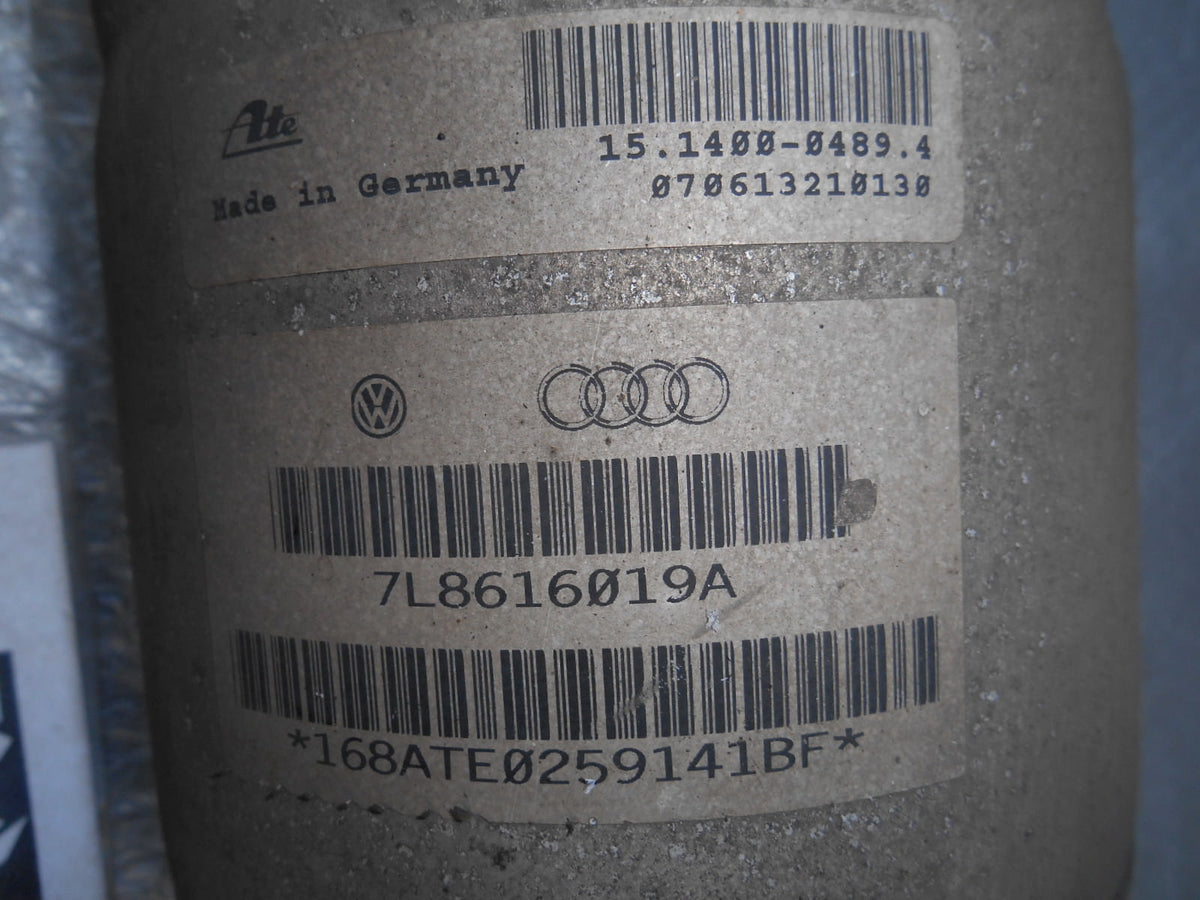 Ate
Made in Germany
15.1400-0489.4
070613210130
7L8616019A
*168ATE0259141BF*